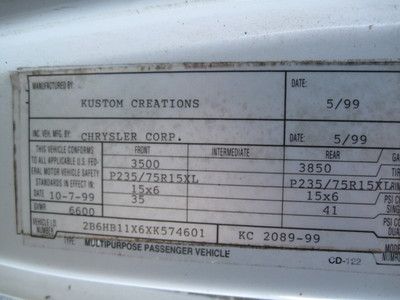 MANUFACTURED BY: DATE:
KUSTOM CREATIONS 5/99
INC. VEH. MFG. BY: DATE:
CHRYSLER CORP. 5/99
THIS VEHICLE CONFORMS FRONT INTERMEDIATE REAR GA
TO ALL APPLICABLE U.S. FED- 3500 3850
ERAL MOTOR VEHICLE SAFETY P235/75R15XL P235/75R15XL
STANDARDS IN EFFECT IN: 15x6 15x6
DATE 10-7-99 35 41 PSI
GVWR 6600
VEHICLE I.D. NUMBER 2B6HB11X6XK574601 KC 2089-99
TYPE: MULTIPURPOSE PASSENGER VEHICLE CD-122